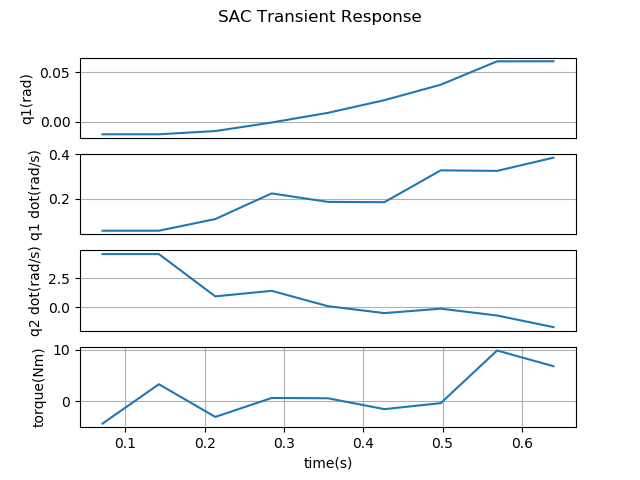 SAC Transient Response
q1(rad)
0.05
0.00
q1 dot(rad/s)
0.4
0.2
q2 dot(rad/s)
2.5
0.0
torque(Nm)
10
0
0.1 0.2 0.3 0.4 0.5 0.6
time(s)